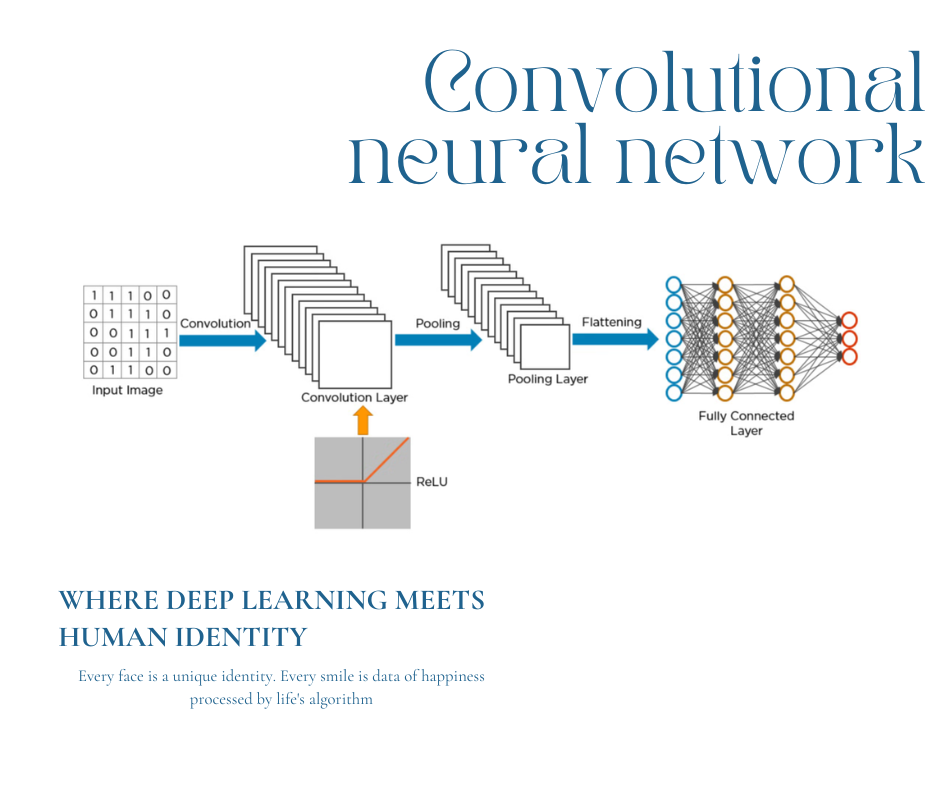 Convolutional
neural network
1 1 1 0 0
0 1 1 1 0
0 0 1 1 1
0 0 1 1 0
0 1 1 0 0
Input Image
Convolution
Convolution Layer
ReLU
Pooling
Pooling Layer
Flattening
Fully Connected
Layer
WHERE DEEP LEARNING MEETS
HUMAN IDENTITY
Every face is a unique identity. Every smile is data of happiness
processed by life's algorithm